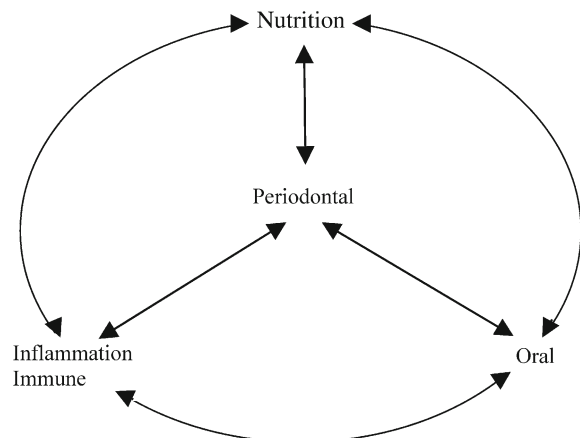 Nutrition
Periodontal
Inflammation
Immune
Oral